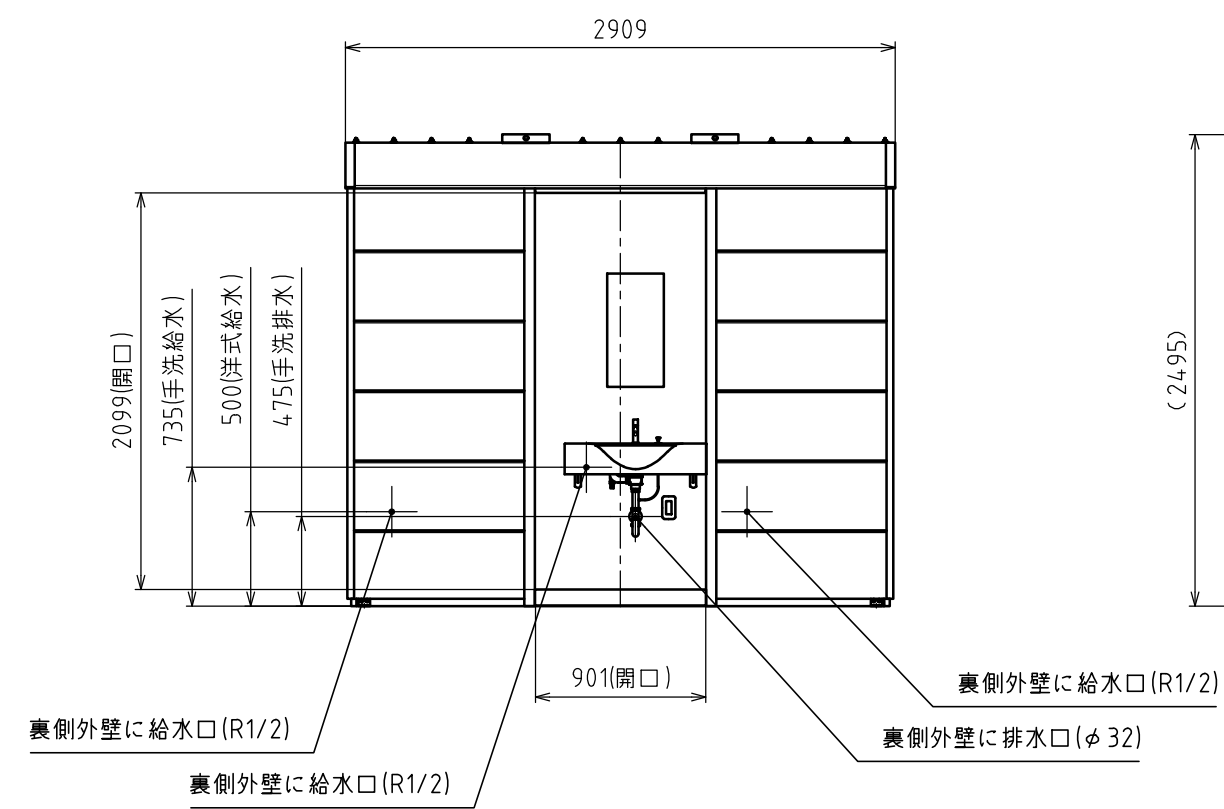 2909
2099(開口)
735(手洗給水)
500(洋式給水)
475(手洗排水)
(2495)
901(開口)
裏側外壁に給水口(R1/2)
裏側外壁に給水口(R1/2)
裏側外壁に排水口(φ32)
裏側外壁に給水口(R1/2)